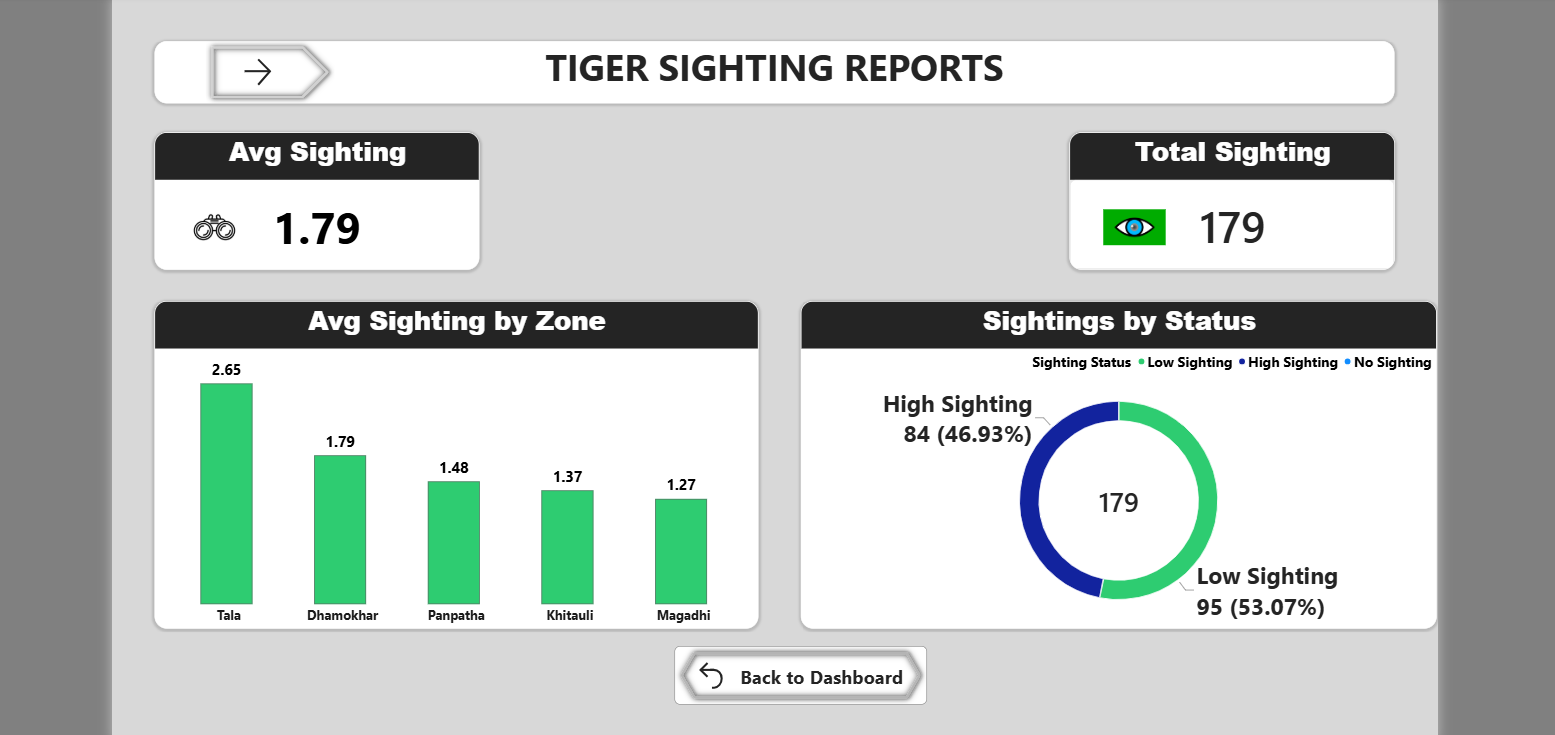 TIGER SIGHTING REPORTS
Avg Sighting
1.79
Total Sighting
179
Avg Sighting by Zone
2.65
1.79
1.48
1.37
1.27
Tala
Dhamokhar
Panpatha
Khitauli
Magadhi
Sightings by Status
Sighting Status Low Sighting High Sighting No Sighting
High Sighting
84 (46.93%)
179
Low Sighting
95 (53.07%)
Back to Dashboard